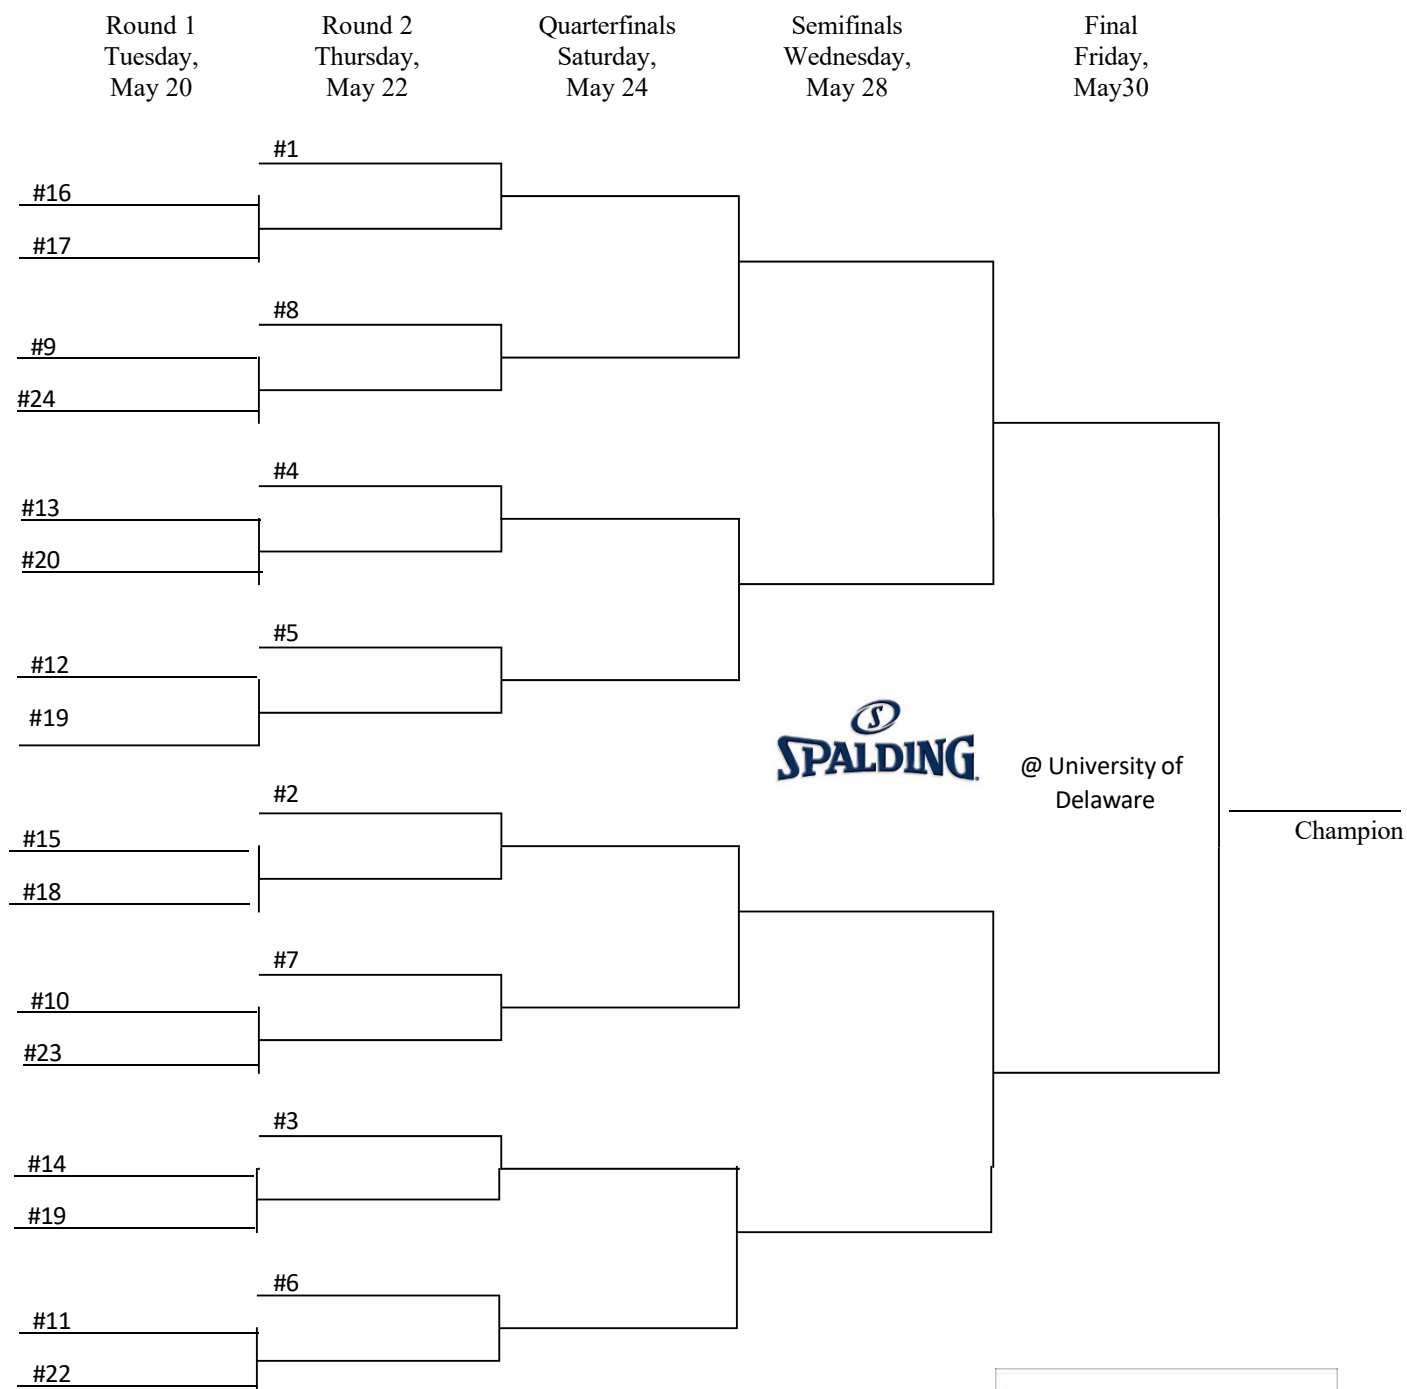 Round 1
Tuesday,
May 20
Round 2
Thursday,
May 22
Quarterfinals
Saturday,
May 24
Semifinals
Wednesday,
May 28
Final
Friday,
May30
#1
#16
#17
#8
#9
#24
#4
#13
#20
#5
#12
#19
S
SPALDING
@ University of
Delaware
Champion
#2
#15
#18
#7
#10
#23
#3
#14
#19
#6
#11
#22